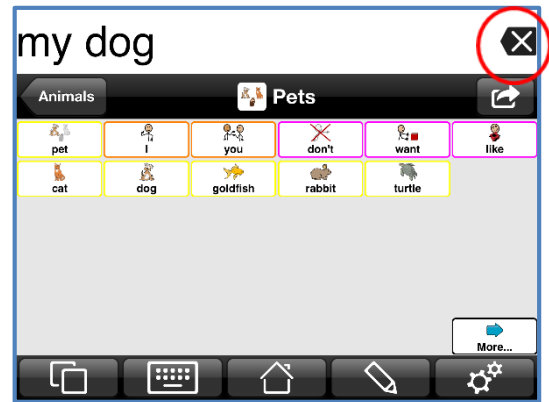 my dog
Animals Pets
pet I you don't want like
cat dog goldfish rabbit turtle
More...